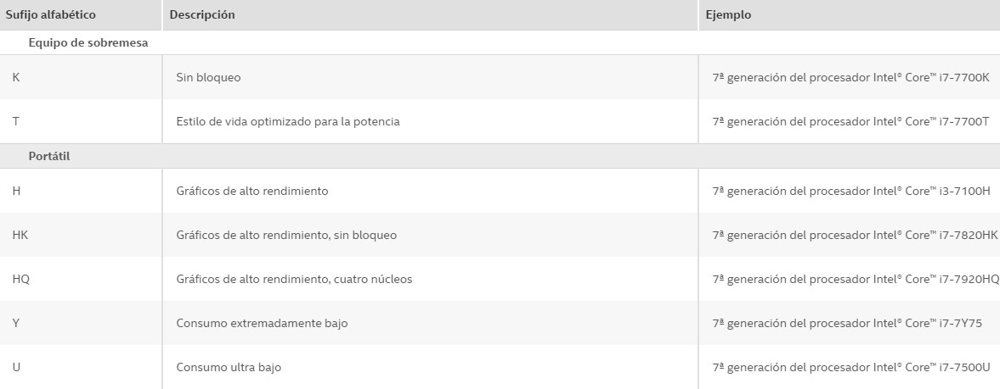 Sufijo alfabético Descripción Ejemplo
Equipo de sobremesa
K Sin bloqueo 7ª generación del procesador Intel® Core™ i7-7700K
T Estilo de vida optimizado para la potencia 7ª generación del procesador Intel® Core™ i7-7700T
Portátil
H Gráficos de alto rendimiento 7ª generación del procesador Intel® Core™ i3-7100H
HK Gráficos de alto rendimiento, sin bloqueo 7ª generación del procesador Intel® Core™ i7-7820HK
HQ Gráficos de alto rendimiento, cuatro núcleos 7ª generación del procesador Intel® Core™ i7-7920HQ
Y Consumo extremadamente bajo 7ª generación del procesador Intel® Core™ i7-7Y75
U Consumo ultra bajo 7ª generación del procesador Intel® Core™ i7-7500U